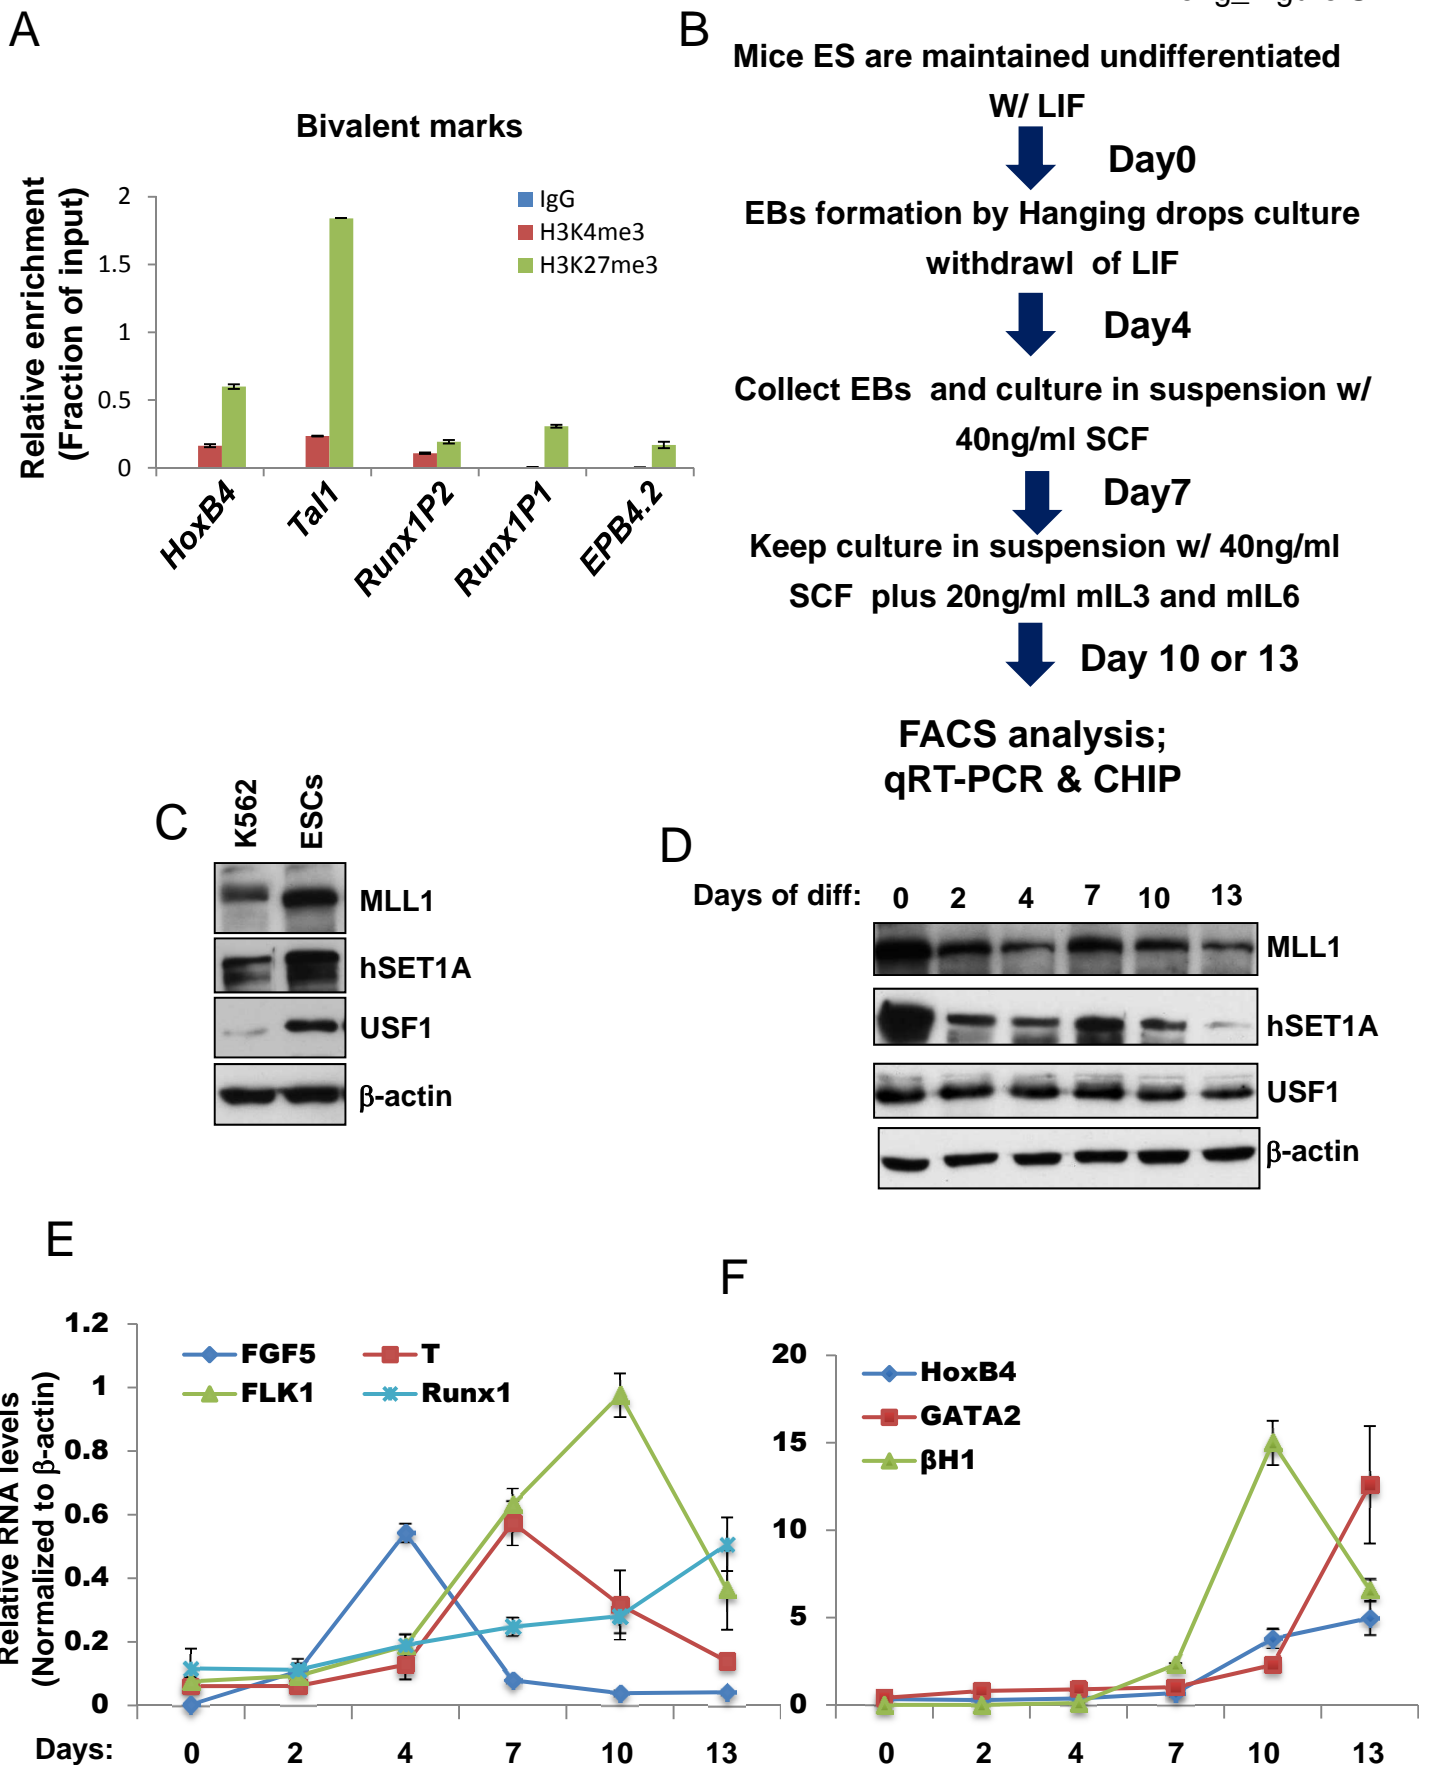 A
Bivalent marks
Relative enrichment
(Fraction of input)
2
1.5
1
0.5
0
IgG
H3K4me3
H3K27me3
HoxB4
Tal1
Runx1P2
Runx1P1
EPB4.2
B
Mice ES are maintained undifferentiated
W/ LIF
Day0
EBs formation by Hanging drops culture
withdrawl of LIF
Day4
Collect EBs and culture in suspension w/
40ng/ml SCF
Day7
Keep culture in suspension w/ 40ng/ml
SCF plus 20ng/ml mIL3 and mIL6
Day 10 or 13
FACS analysis;
qRT-PCR & CHIP
C
K562
ESCs
MLL1
hSET1A
USF1
β-actin
D
Days of diff: 0 2 4 7 10 13
MLL1
hSET1A
USF1
β-actin
E
Relative RNA levels
(Normalized to β-actin)
1.2
1
0.8
0.6
0.4
0.2
0
FGF5
T
FLK1
Runx1
Days: 0 2 4 7 10 13
F
20
15
10
5
0
HoxB4
GATA2
βH1
0 2 4 7 10 13